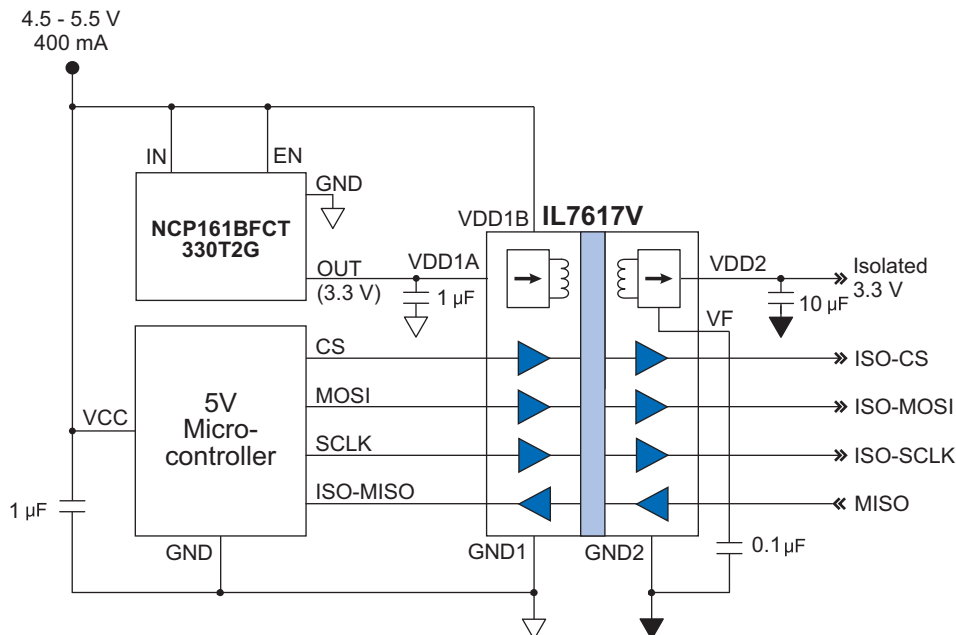 4.5 - 5.5 V
400 mA
IN
EN
GND
NCP161BFCT
330T2G
OUT
(3.3 V)
VDD1A
1 µF
VDD1B
IL7617V
VDD2
Isolated
3.3 V
10 µF
VF
CS
ISO-CS
MOSI
ISO-MOSI
5V
Micro-
controller
VCC
SCLK
ISO-SCLK
ISO-MISO
MISO
1 µF
GND
GND1
GND2
0.1 µF